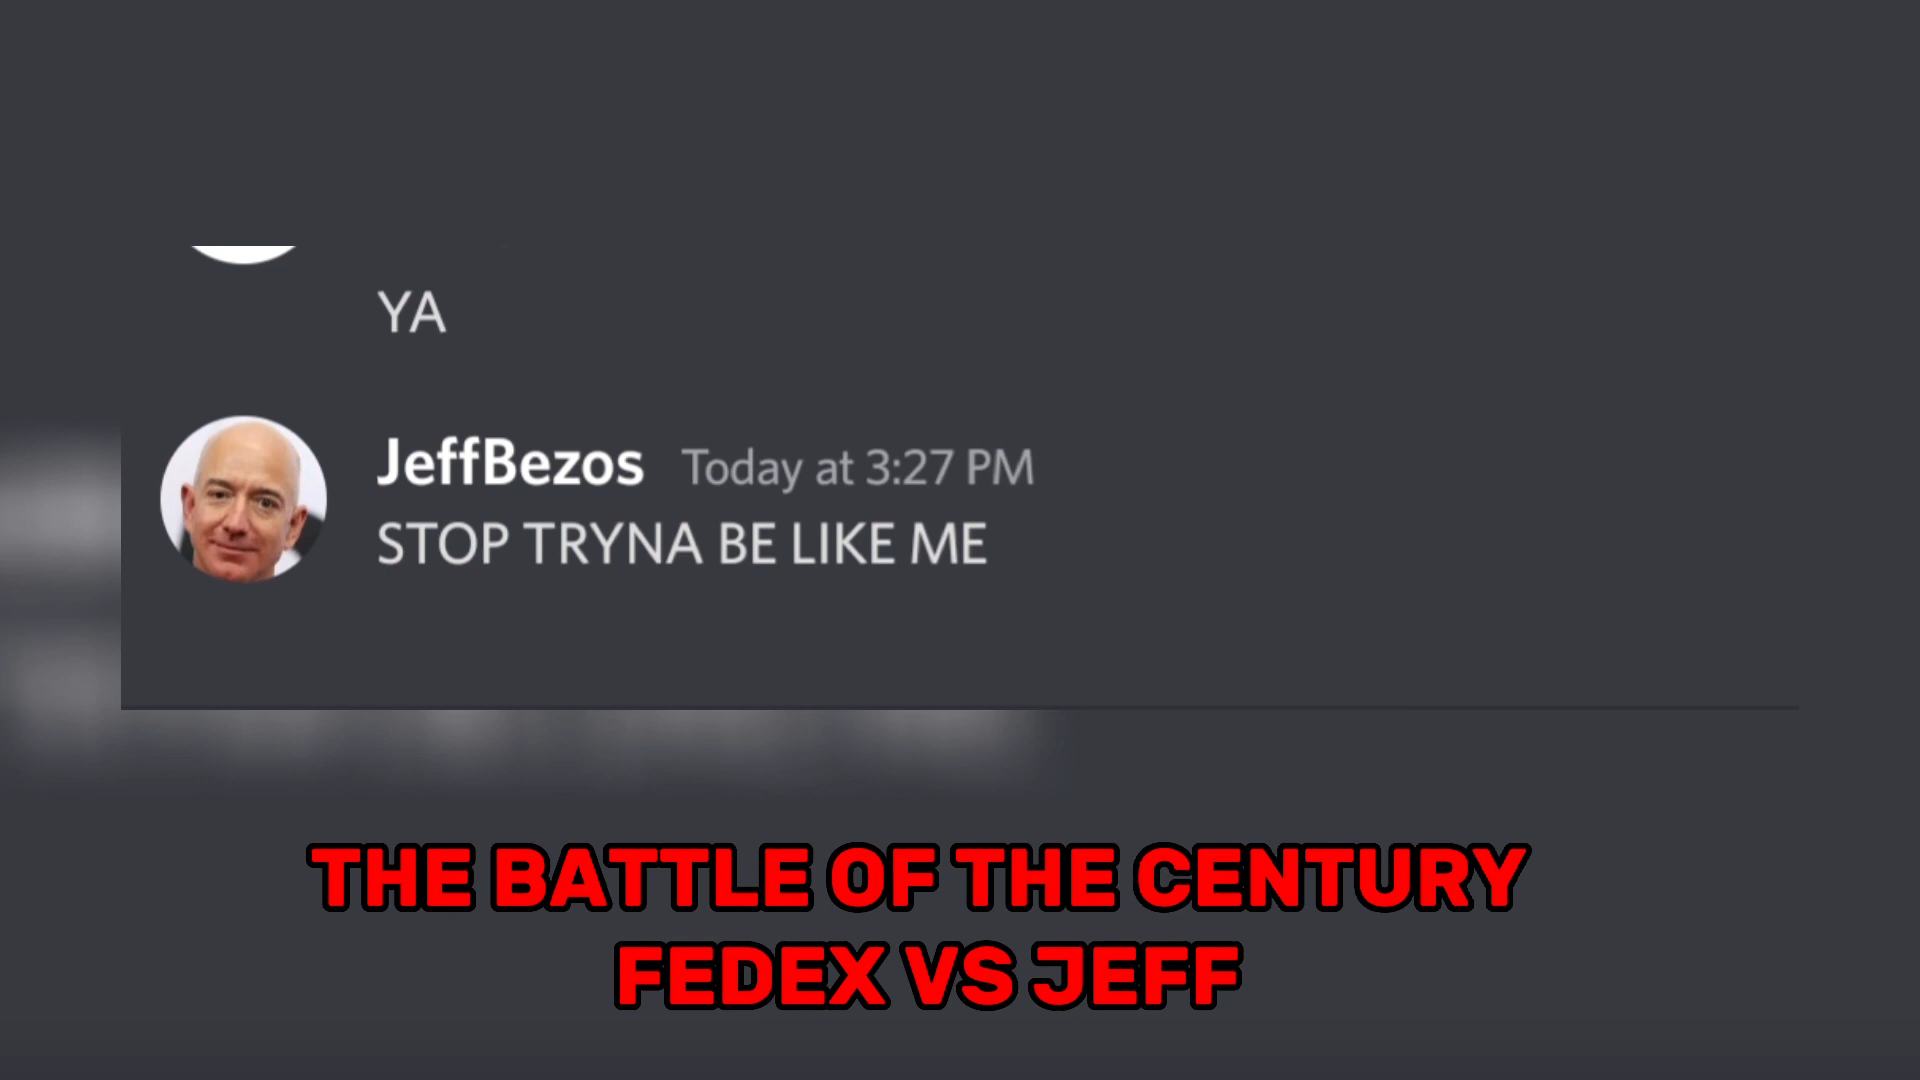 YA
JeffBezos Today at 3:27 PM
STOP TRYNA BE LIKE ME
THE BATTLE OF THE CENTURY
FEDEX VS JEFF